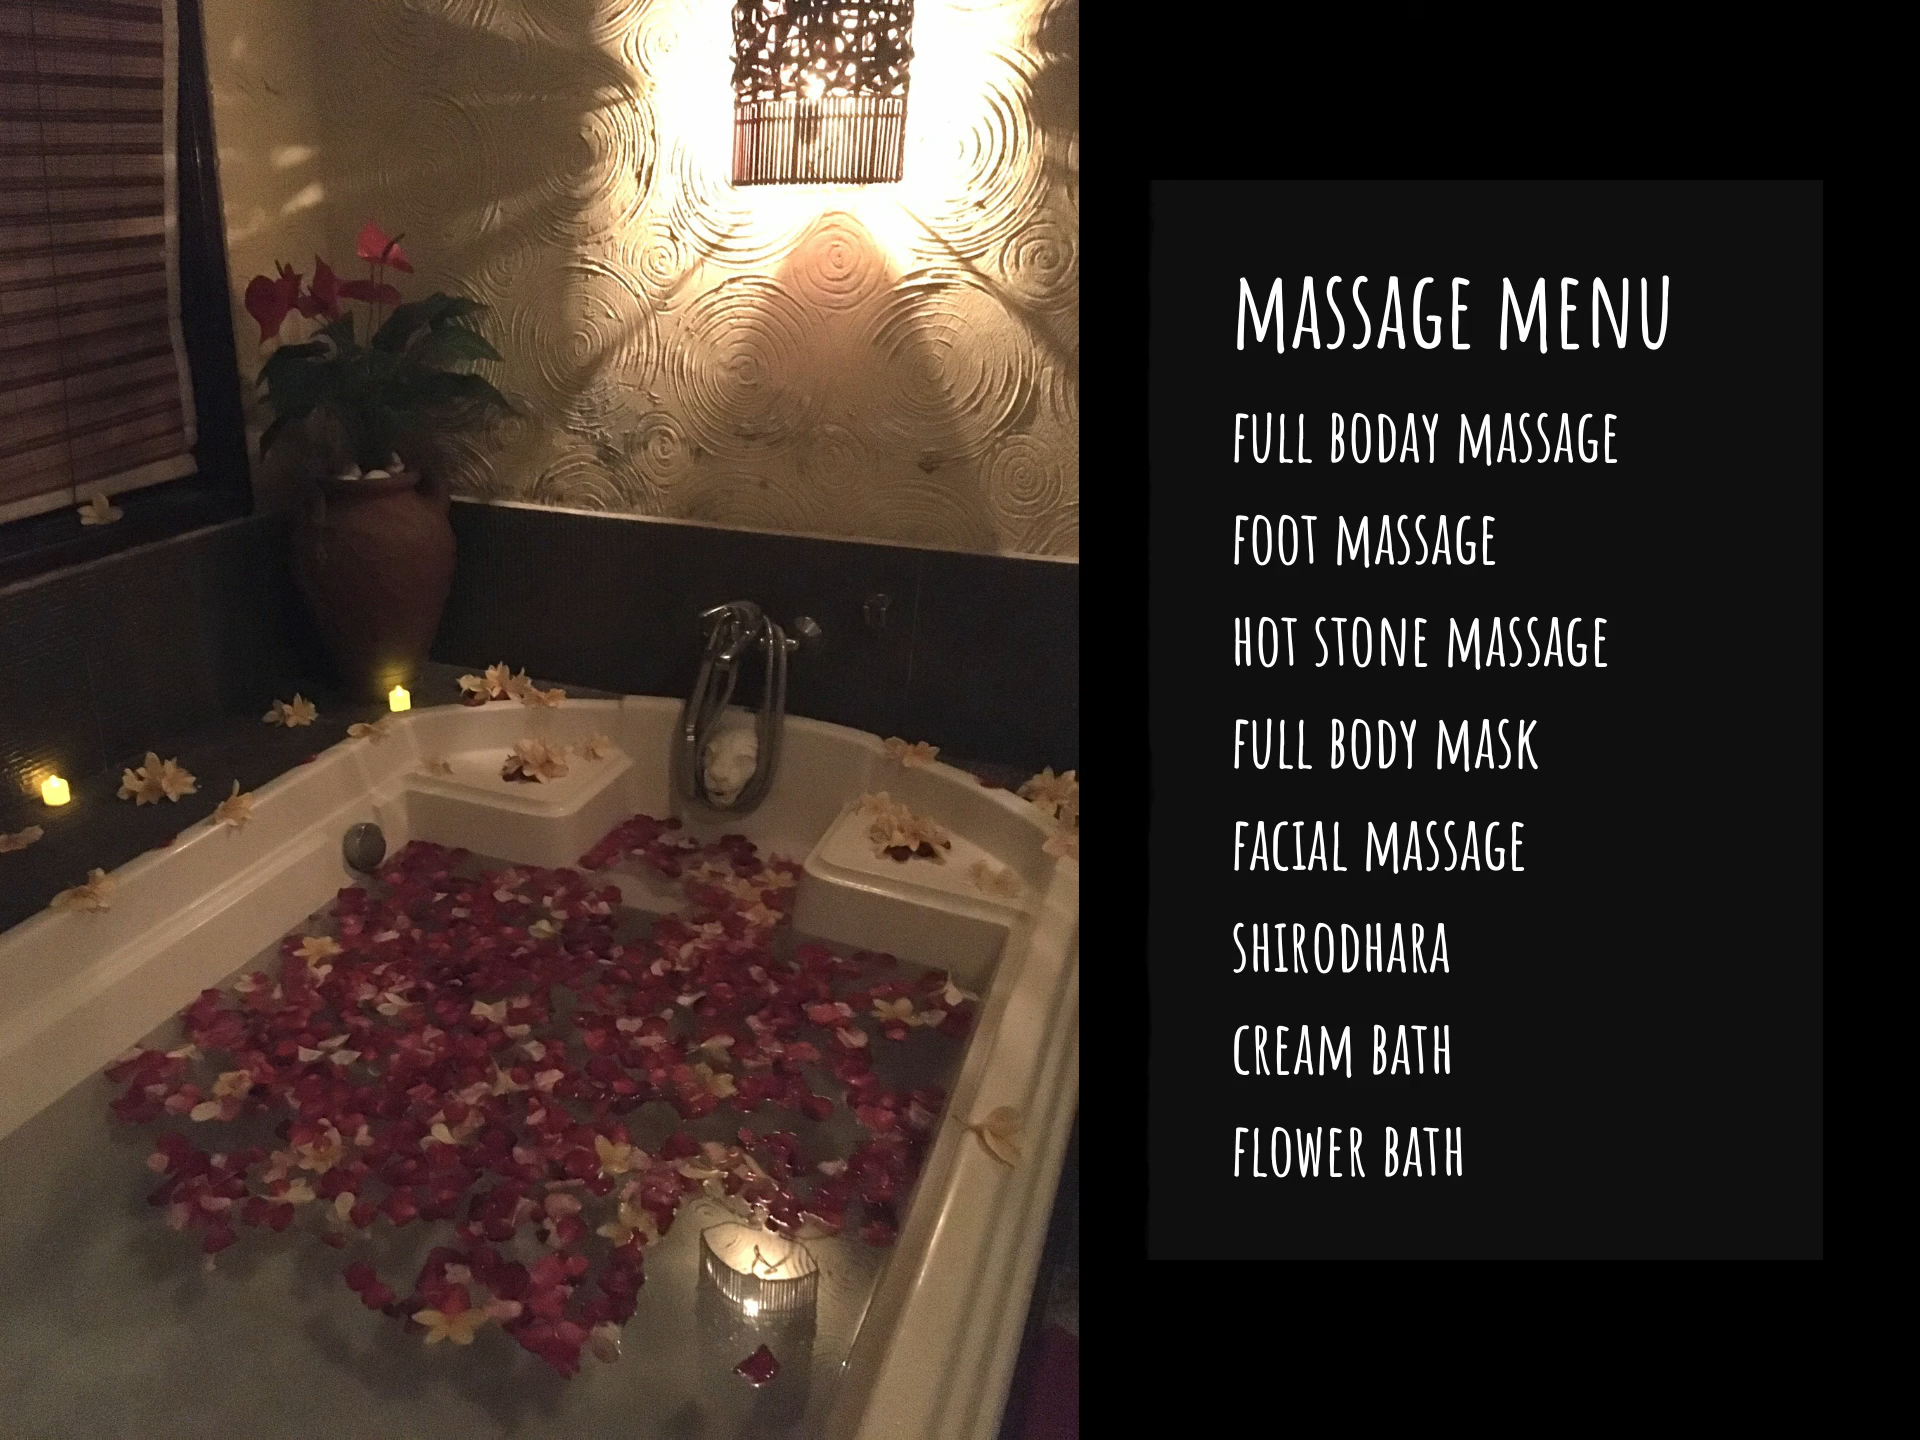 MASSAGE MENU
FULL BODAY MASSAGE
FOOT MASSAGE
HOT STONE MASSAGE
FULL BODY MASK
FACIAL MASSAGE
SHIRODHARA
CREAM BATH
FLOWER BATH